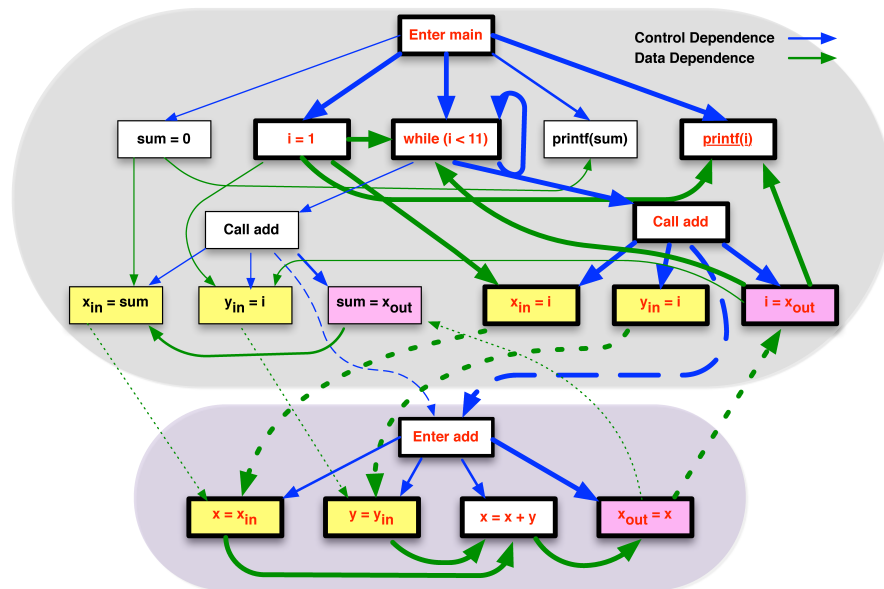 Enter main
Control Dependence
Data Dependence
sum = 0
i = 1
while (i < 11)
printf(sum)
printf(i)
Call add
Call add
xin = sum
yin = i
sum = xout
xin = i
yin = i
i = xout
Enter add
x = xin
y = yin
x = x + y
xout = x